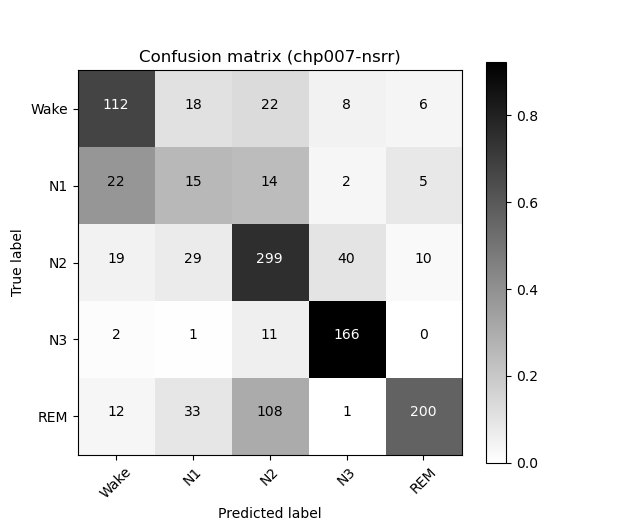 Confusion matrix (chp007-nsrr)
True label
Wake 112 18 22 8 6
N1 22 15 14 2 5
N2 19 29 299 40 10
N3 2 1 11 166 0
REM 12 33 108 1 200
Wake N1 N2 N3 REM
Predicted label
0.8
0.6
0.4
0.2
0.0